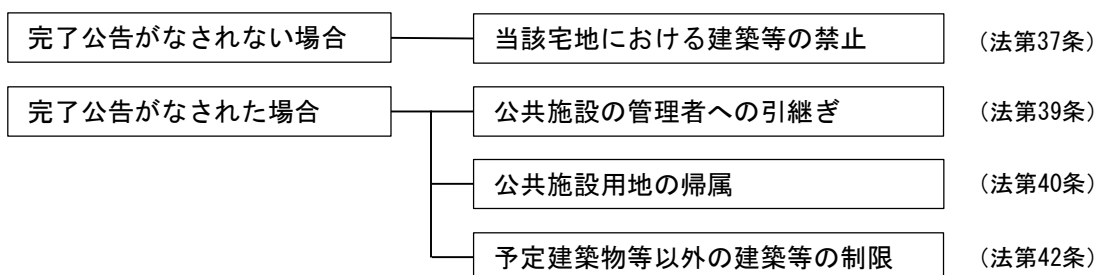 完了公告がなされない場合 当該宅地における建築等の禁止 （法第37条）
完了公告がなされた場合 公共施設の管理者への引継ぎ （法第39条）
公共施設用地の帰属 （法第40条）
予定建築物等以外の建築等の制限 （法第42条）